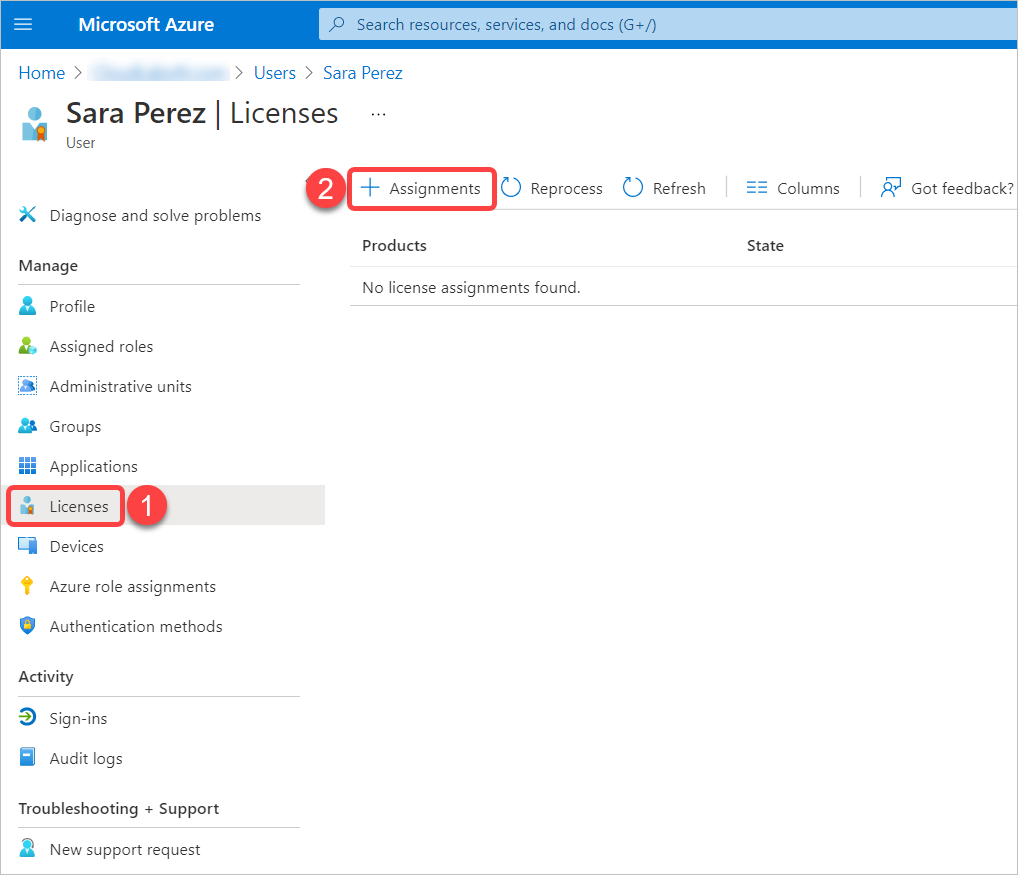 Microsoft Azure
Search resources, services, and docs (G+/)
Home > > Users > Sara Perez
Sara Perez | Licenses ...
User
2
+ Assignments
Reprocess
Refresh
Columns
Got feedback?
Diagnose and solve problems
Products State
No license assignments found.
Manage
Profile
Assigned roles
Administrative units
Groups
Applications
Licenses
1
Devices
Azure role assignments
Authentication methods
Activity
Sign-ins
Audit logs
Troubleshooting + Support
New support request